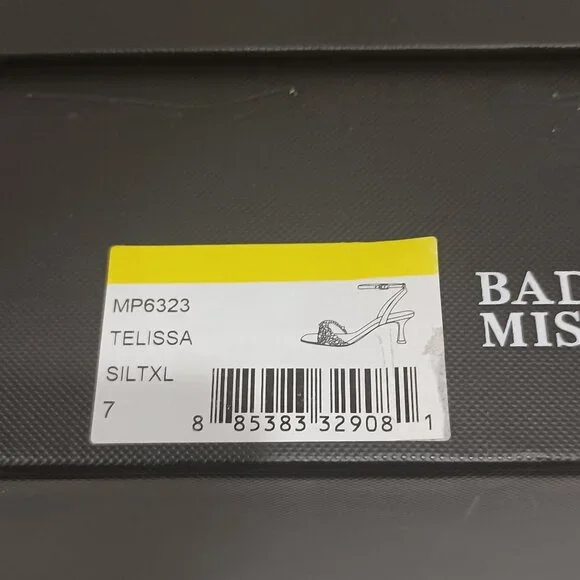 MP6323
TELISSA
SILTXL
7
8 85383 32908 1
BAD
MIS